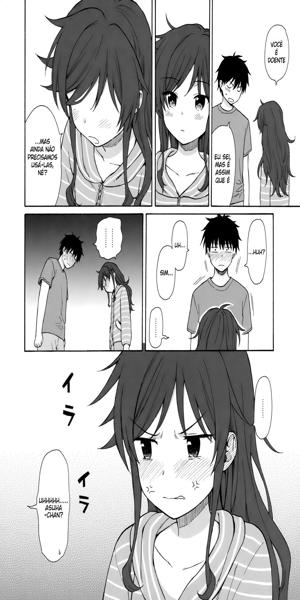 VOCÊ
É
DOENTE
EU SEI,
MAS É
ASSIM
QUE É
...MAS
AINDA NÃO
PRECISAMOS
USÁ-LAS,
NÉ?
...HUH?
UH...
SIM...
........
........
イラ
イラ
UHHHHH.....
ASUHA
-CHAN?